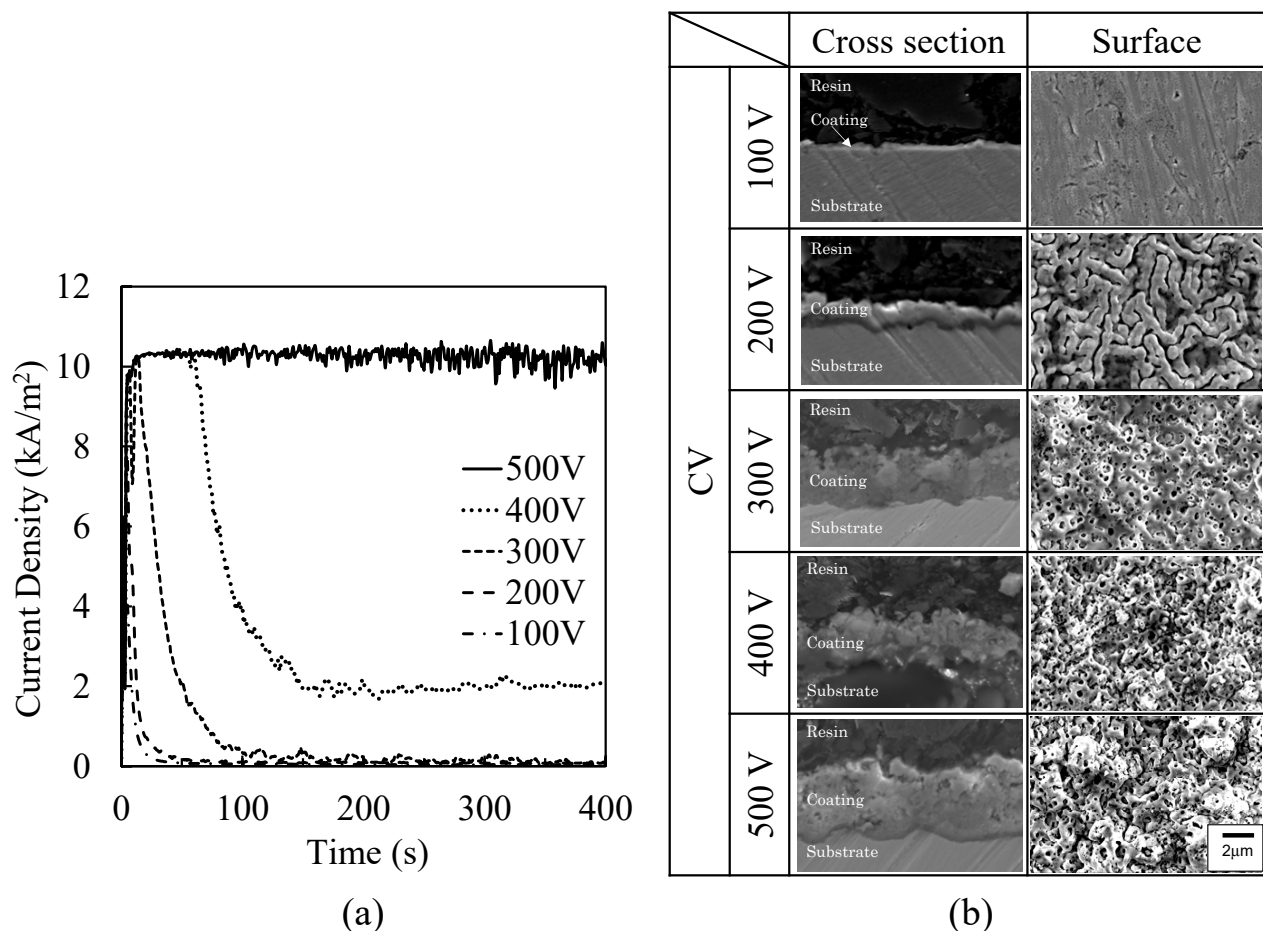 12
10
8
6
4
2
0
Current Density (kA/m²)
500V
400V
300V
200V
100V
0
100
200
300
400
Time (s)
(a)
Cross section
Surface
CV
100 V
Resin
Coating
Substrate
200 V
Resin
Coating
Substrate
300 V
Resin
Coating
Substrate
400 V
Resin
Coating
Substrate
500 V
Resin
Coating
Substrate
2μm
(b)